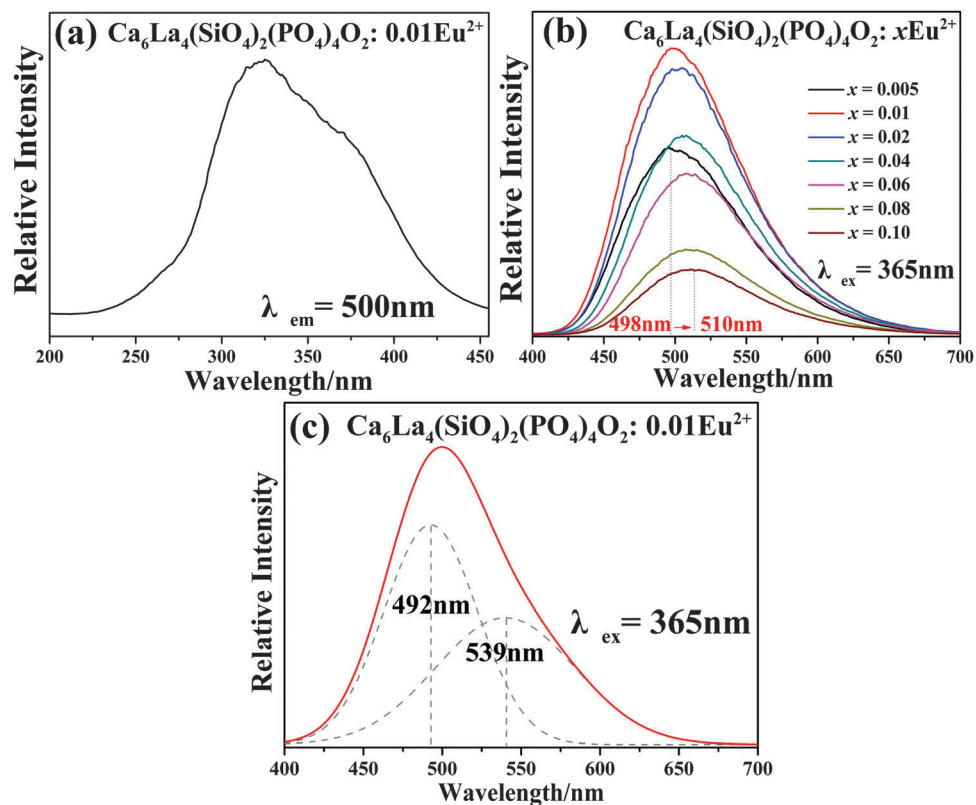 (a) Ca₆La₄(SiO₄)₂(PO₄)₄O₂: 0.01Eu²⁺
Relative Intensity
λ em = 500nm
200 250 300 350 400 450
Wavelength/nm
(b) Ca₆La₄(SiO₄)₂(PO₄)₄O₂: xEu²⁺
Relative Intensity
x = 0.005
x = 0.01
x = 0.02
x = 0.04
x = 0.06
x = 0.08
x = 0.10
λ ex = 365nm
498nm → 510nm
400 450 500 550 600 650 700
Wavelength/nm
(c) Ca₆La₄(SiO₄)₂(PO₄)₄O₂: 0.01Eu²⁺
Relative Intensity
492nm
539nm
λ ex = 365nm
400 450 500 550 600 650 700
Wavelength/nm